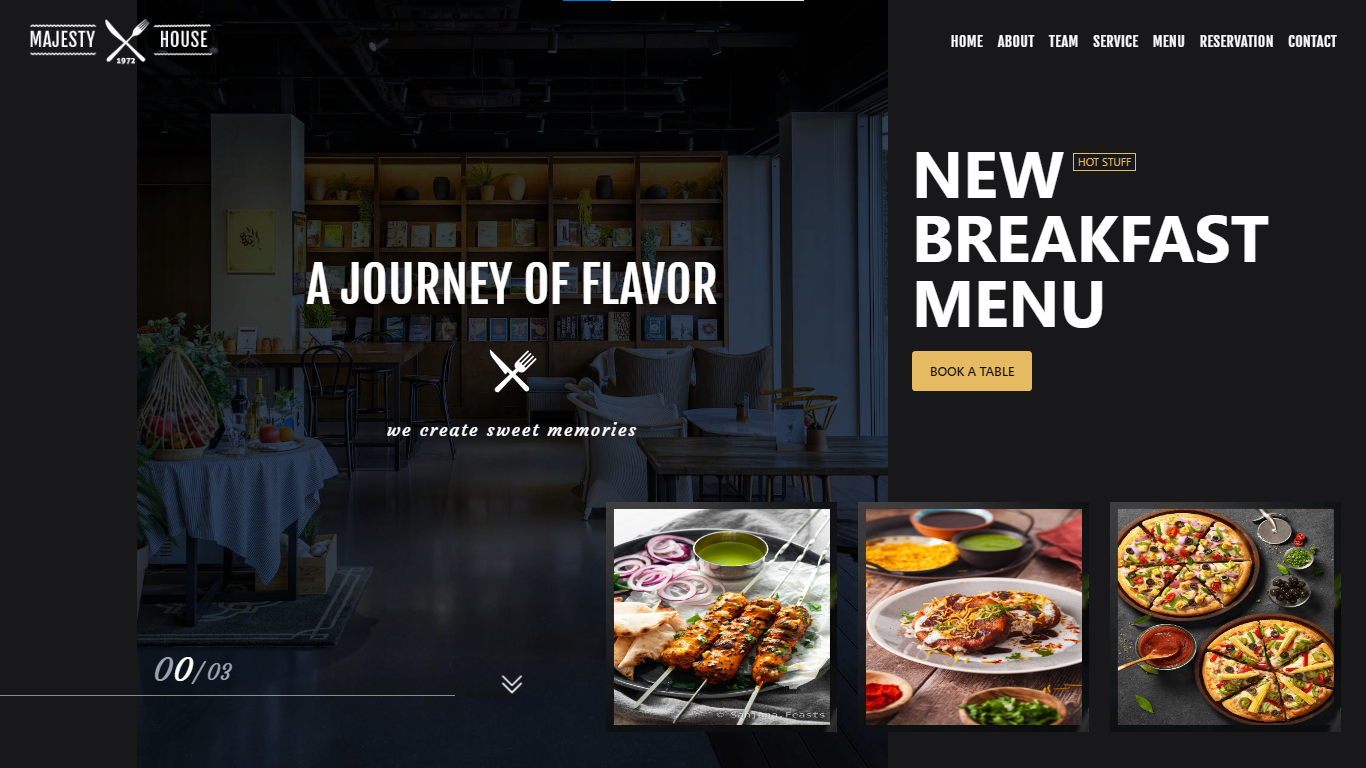 MAJESTY HOUSE
1972
HOME ABOUT TEAM SERVICE MENU RESERVATION CONTACT
NEW
HOT STUFF
BREAKFAST
MENU
BOOK A TABLE
A JOURNEY OF FLAVOR
we create sweet memories
00/03
© Sanjana.Feasts